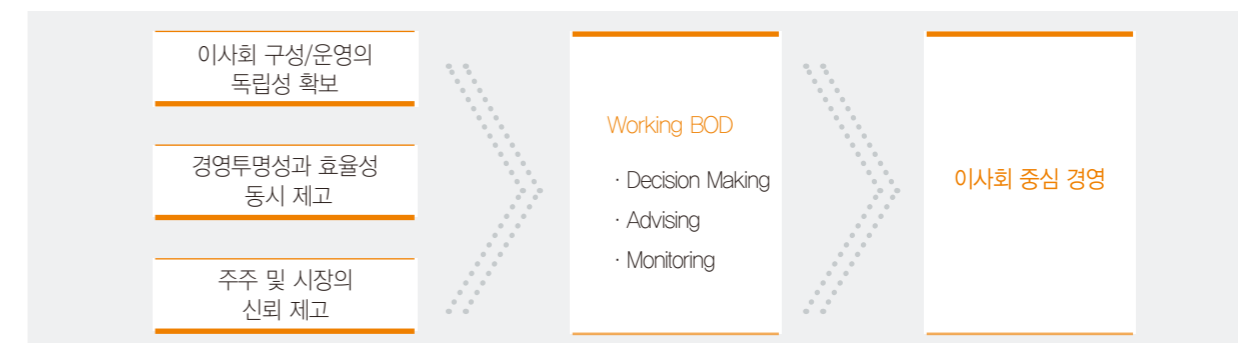 이사회 구성/운영의
독립성 확보
경영투명성과 효율성
동시 제고
주주 및 시장의
신뢰 제고
Working BOD
· Decision Making
· Advising
· Monitoring
이사회 중심 경영